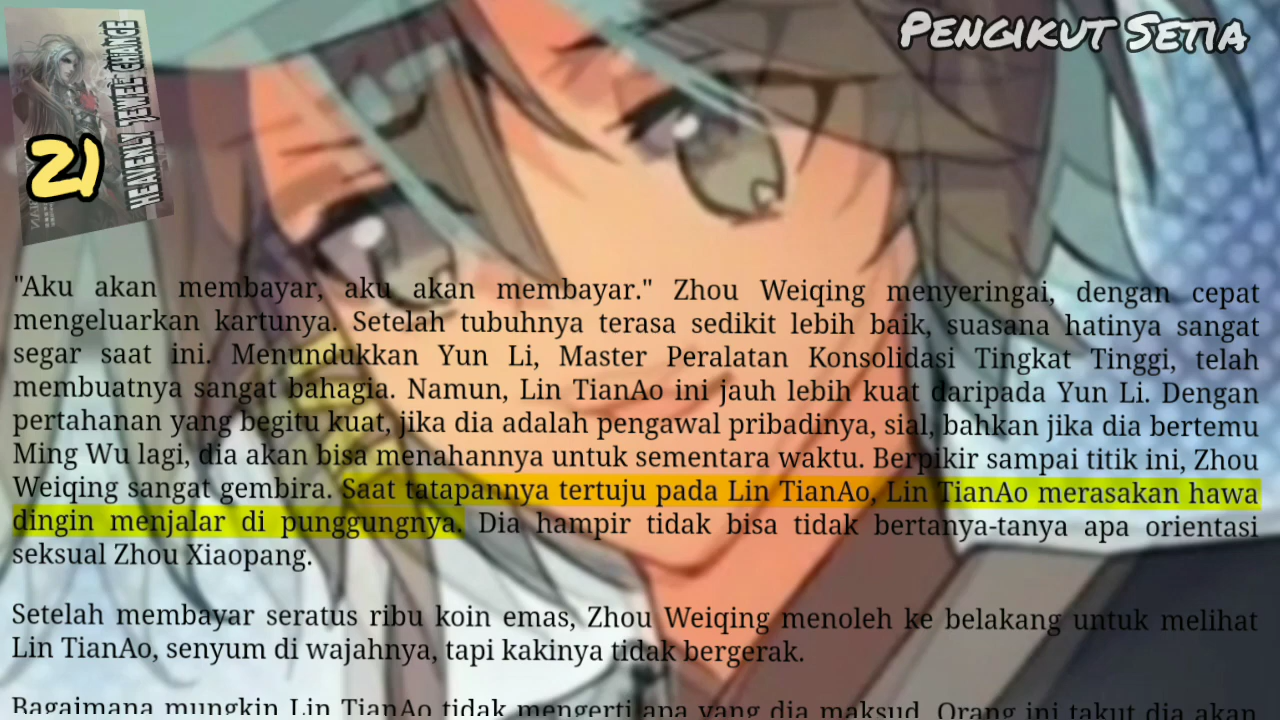 Pengikut Setia
HEAVENLY JEWEL CHANGE
21
"Aku akan membayar, aku akan membayar." Zhou Weiqing menyeringai, dengan cepat
mengeluarkan kartunya. Setelah tubuhnya terasa sedikit lebih baik, suasana hatinya sangat
segar saat ini. Menundukkan Yun Li, Master Peralatan Konsolidasi Tingkat Tinggi, telah
membuatnya sangat bahagia. Namun, Lin TianAo ini jauh lebih kuat daripada Yun Li. Dengan
pertahanan yang begitu kuat, jika dia adalah pengawal pribadinya, sial, bahkan jika dia bertemu
Ming Wu lagi, dia akan bisa menahannya untuk sementara waktu. Berpikir sampai titik ini, Zhou
Weiqing sangat gembira. Saat tatapannya tertuju pada Lin TianAo, Lin TianAo merasakan hawa
dingin menjalar di punggungnya. Dia hampir tidak bisa tidak bertanya-tanya apa orientasi
seksual Zhou Xiaopang.
Setelah membayar seratus ribu koin emas, Zhou Weiqing menoleh ke belakang untuk melihat
Lin TianAo, senyum di wajahnya, tapi kakinya tidak bergerak.
Bagaimana mungkin Lin TianAo tidak mengerti apa yang dia maksud. Orang ini takut dia akan